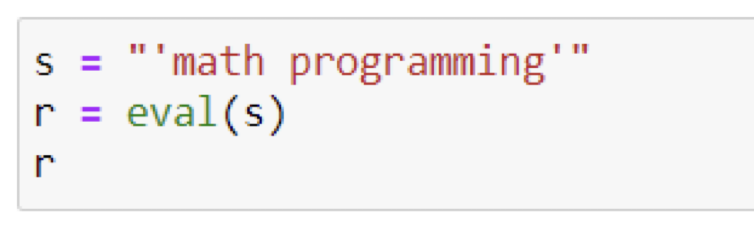 s = "'math programming'"
r = eval(s)
r